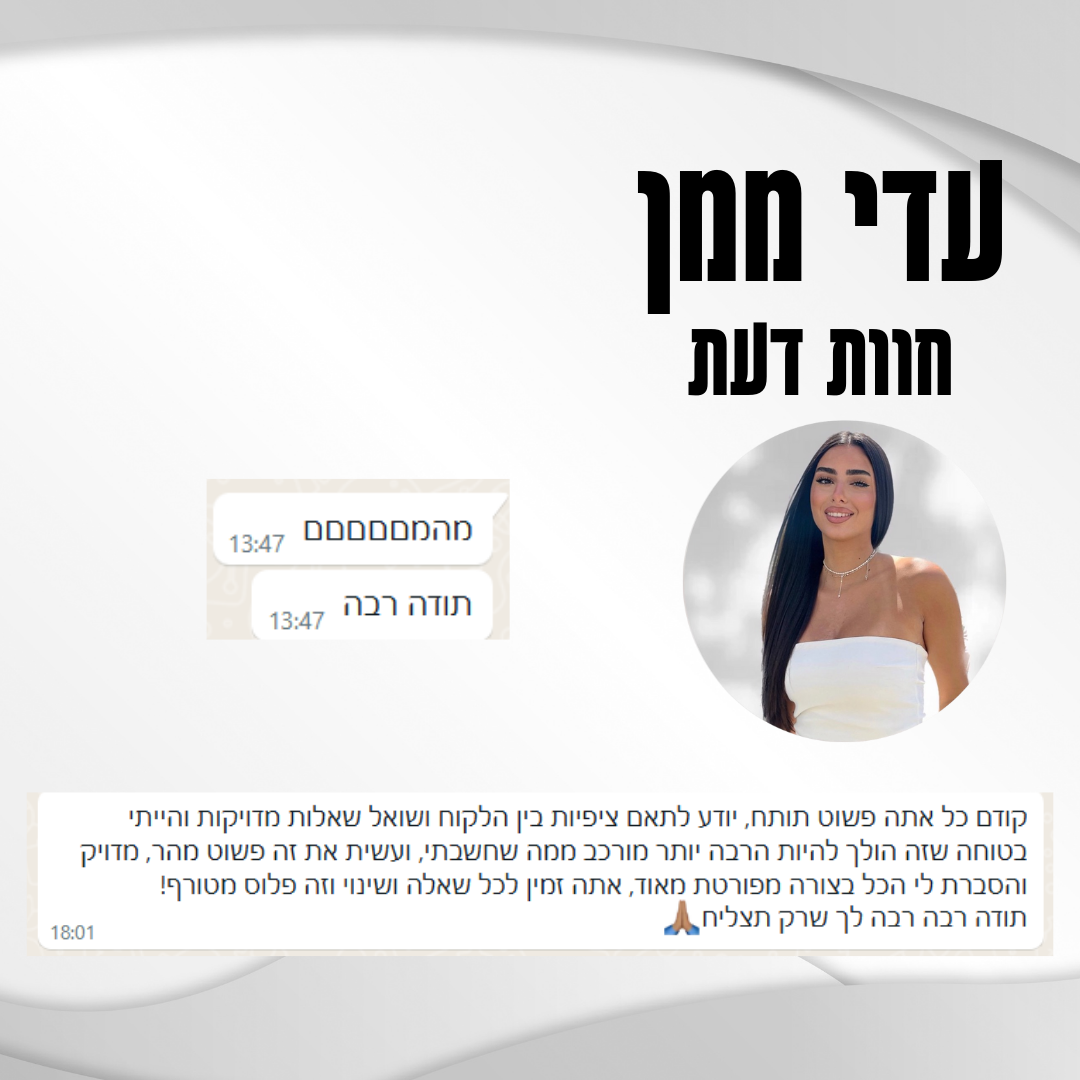 עדי ממן
חוות דעת
מהמםםםםם
13:47
תודה רבה
13:47
קודם כל אתה פשוט תותח, יודע לתאם ציפיות בין הלקוח ושואל שאלות מדויקות והייתי
בטוחה שזה הולך להיות הרבה יותר מורכב ממה שחשבתי, ועשית את זה פשוט מהר, מדויק
והסברת לי הכל בצורה מפורטת מאוד, אתה זמין לכל שאלה ושינוי וזה פלוס מטורף!
תודה רבה רבה לך שרק תצליח🙏🏽
18:01